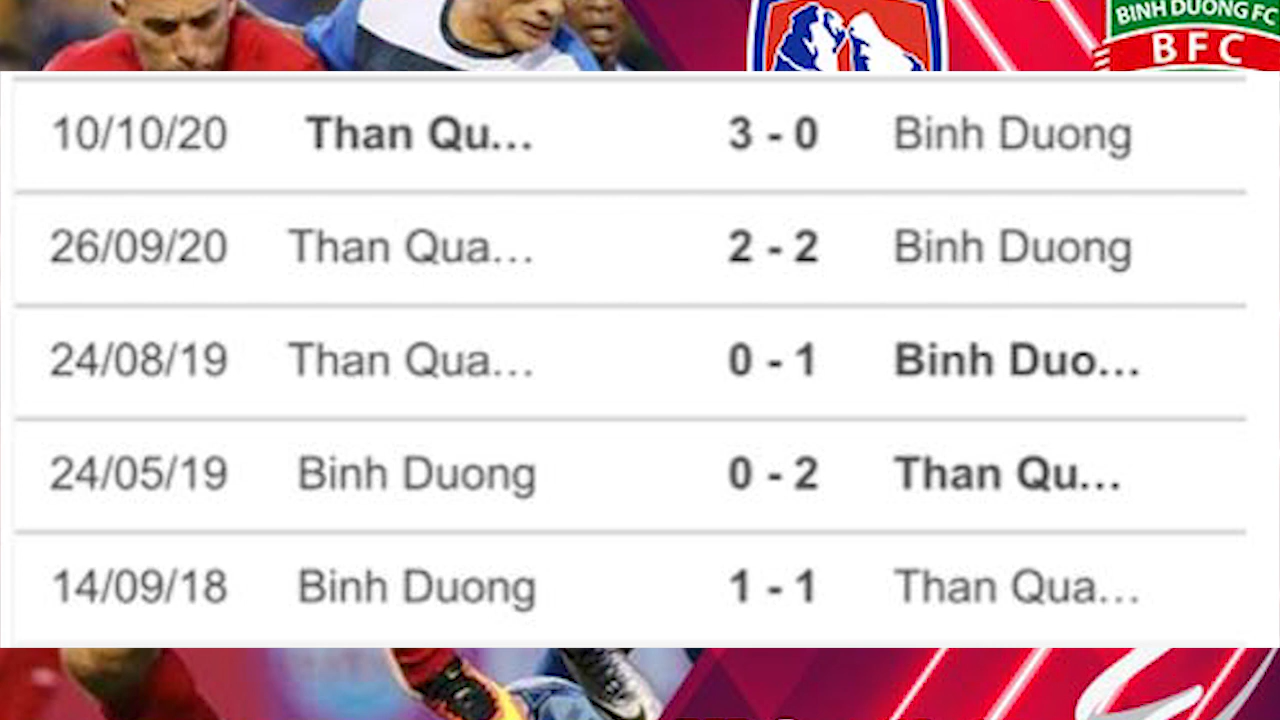 BINH DUONG FC
BFC
10/10/20 Than Qu... 3 - 0 Binh Duong
26/09/20 Than Qua... 2 - 2 Binh Duong
24/08/19 Than Qua... 0 - 1 Binh Duo...
24/05/19 Binh Duong 0 - 2 Than Qu...
14/09/18 Binh Duong 1 - 1 Than Qua...